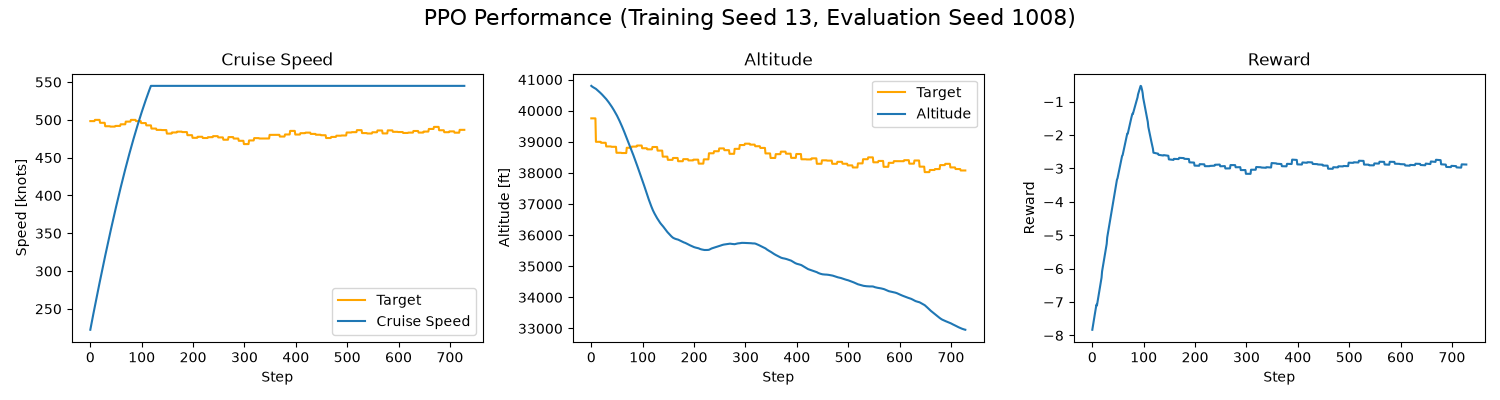 PPO Performance (Training Seed 13, Evaluation Seed 1008)
Cruise Speed
Speed [knots]
550
500
450
400
350
300
250
Target
Cruise Speed
0 100 200 300 400 500 600 700
Step
Altitude
Altitude [ft]
41000
40000
39000
38000
37000
36000
35000
34000
33000
Target
Altitude
0 100 200 300 400 500 600 700
Step
Reward
Reward
−1
−2
−3
−4
−5
−6
−7
−8
0 100 200 300 400 500 600 700
Step